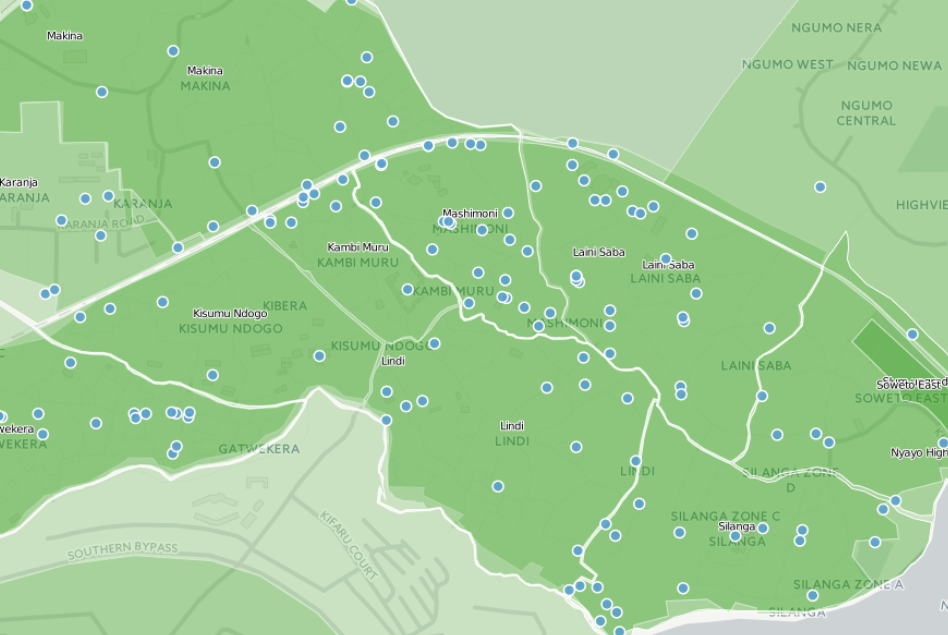 NGUMO NERA
Makina
NGUMO WEST
NGUMO NEWA
Makina
MAKINA
NGUMO
CENTRAL
Karanja
ARANJA
KARANJA
HIGHVIE
KARANJA ROAD
Mashimoni
MASHIMONI
Kambi Muru
KAMBI MURU
Laini Saba
Laini Saba
LAINI SABA
KAMBI MURU
KIBERA
Kisumu Ndogo
KISUMU NDOGO
MASHIMONI
KISUMU NDOGO
Lindi
LAINI SABA
Soweto East
SOWETO EAST
wekera
WEKERA
GATWEKERA
Lindi
LINDI
Nyayo High
LINDI
SILANGA ZONE
D
SILANGA ZONE C
Silanga
SILANGA
KIFARU COURT
SOUTHERN BYPASS
SILANGA ZONE A
SILANGA